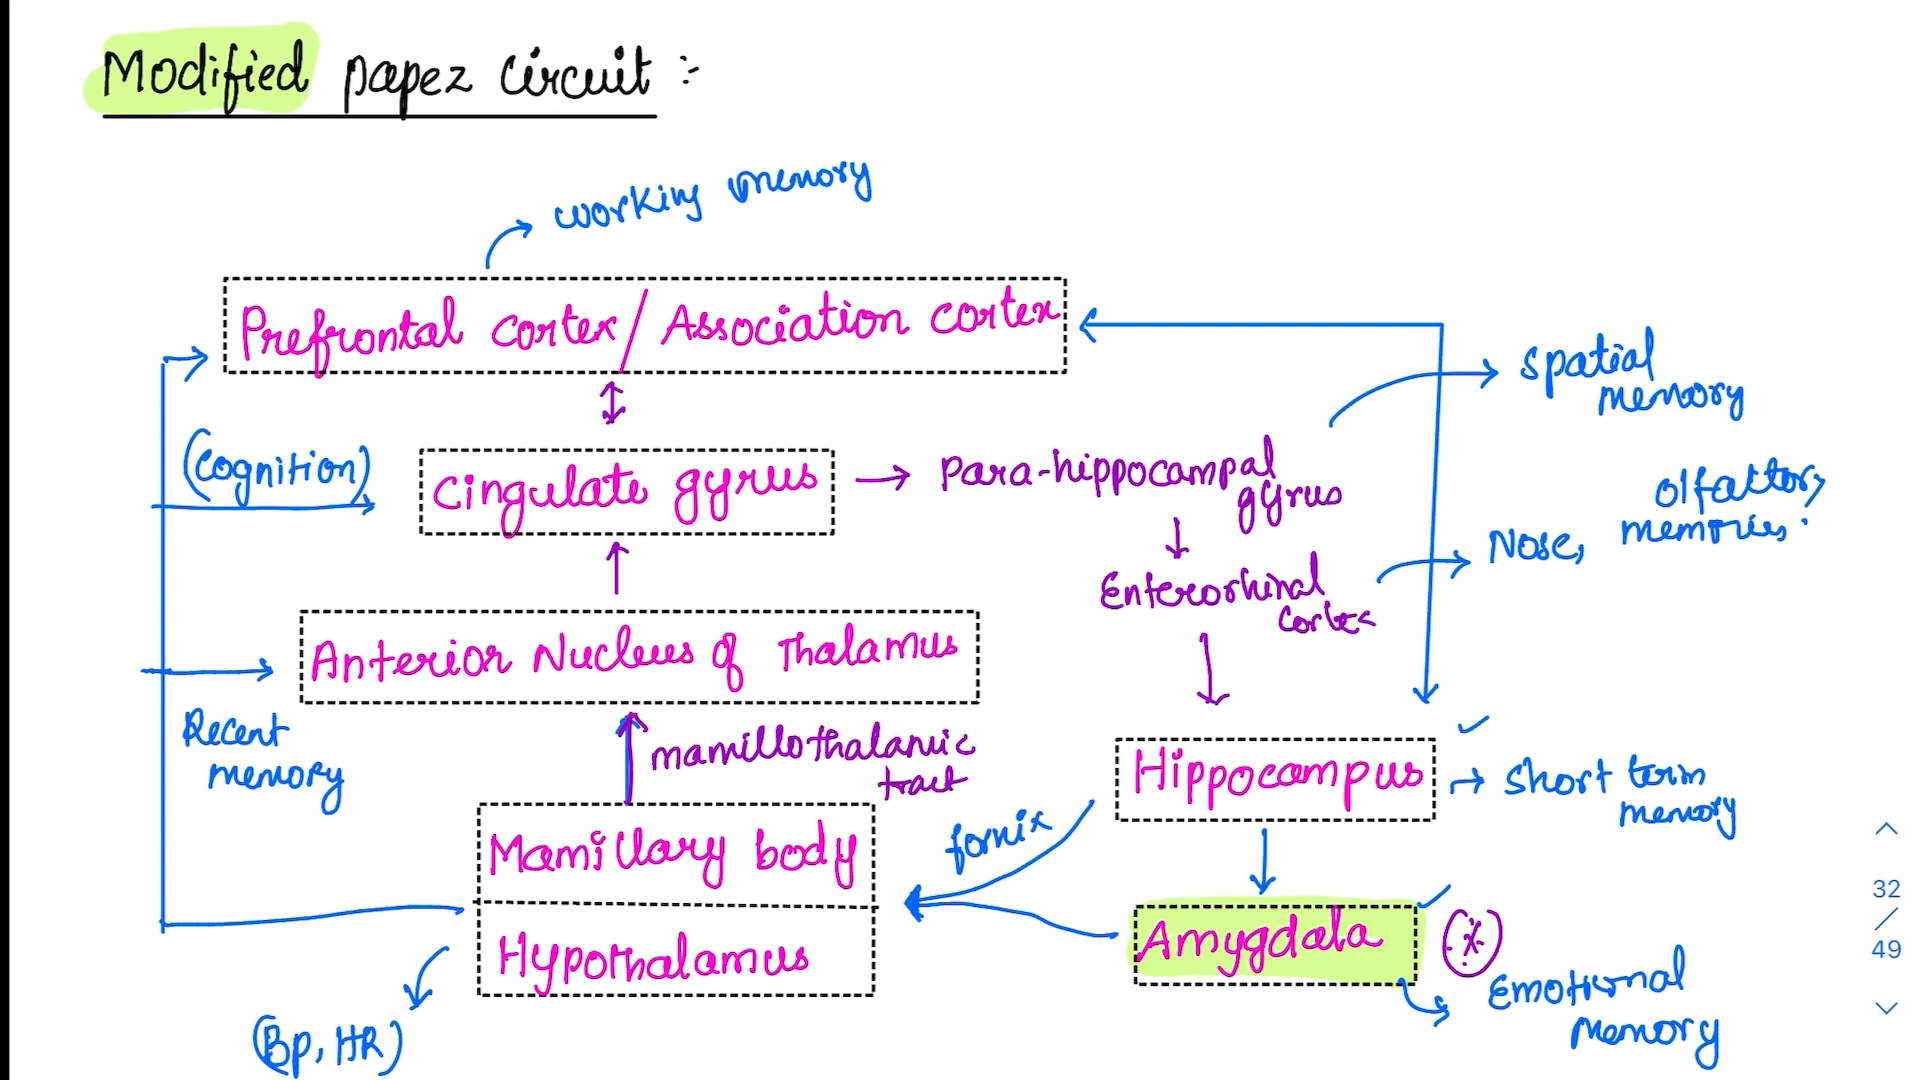 Modified papez circuit :-
working memory
Prefrontal cortex / Association cortex
spatial
memory
(cognition)
cingulate gyrus
Para-hippocampal
gyrus
olfactory
memories.
Nose,
Enterorhinal
cortex
Anterior Nucleus of Thalamus
Recent
memory
mamillothalamic
tract
Hippocampus
short term
memory
Mamillary body
fornix
Amygdala
(*)
Hypothalamus
Emotional
memory
(BP, HR)
32
/
49